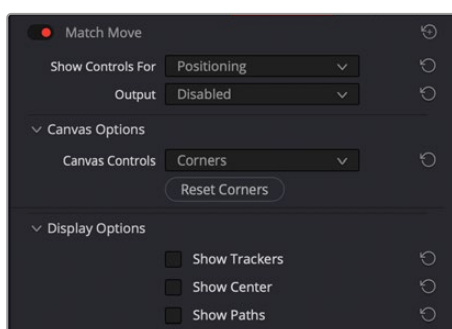 Match Move
Show Controls For Positioning
Output Disabled
Canvas Options
Canvas Controls Corners
Reset Corners
Display Options
Show Trackers
Show Center
Show Paths